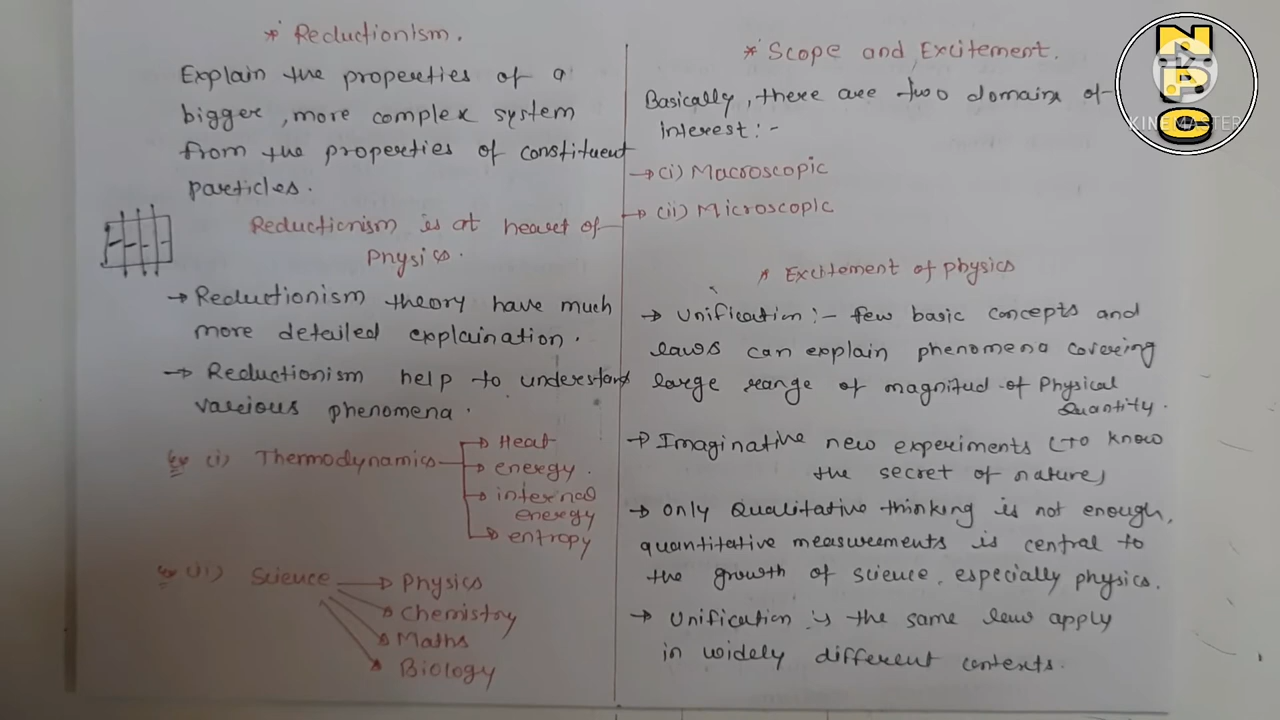 * Reductionism.
Explain the properties of a
bigger, more complex system
from the properties of constituent
particles.
Reductionism is at heart of
Physics.
→ Reductionism theory have much
more detailed explaination.
→ Reductionism help to understand
various phenomena.
Ex (i) Thermodynamics
→ Heat
→ energy.
→ internal
energy
→ entropy
Ex (ii) Science → Physics
→ Chemistry
→ Maths
→ Biology
* Scope and Excitement.
Basically, there are two domains of
interest:-
→ (i) Macroscopic
→ (ii) Microscopic
* Excitement of physics
→ Unification:- few basic concepts and
laws can explain phenomena covering
large range of magnitud of Physical
Quantity.
→ Imaginative new experiments (to know
the secret of nature)
→ only Qualitative thinking is not enough,
quantitative measurements is central to
the growth of science, especially physics.
→ Unification is the same law apply
in widely different contexts.
N
P
C
KINEMASTER